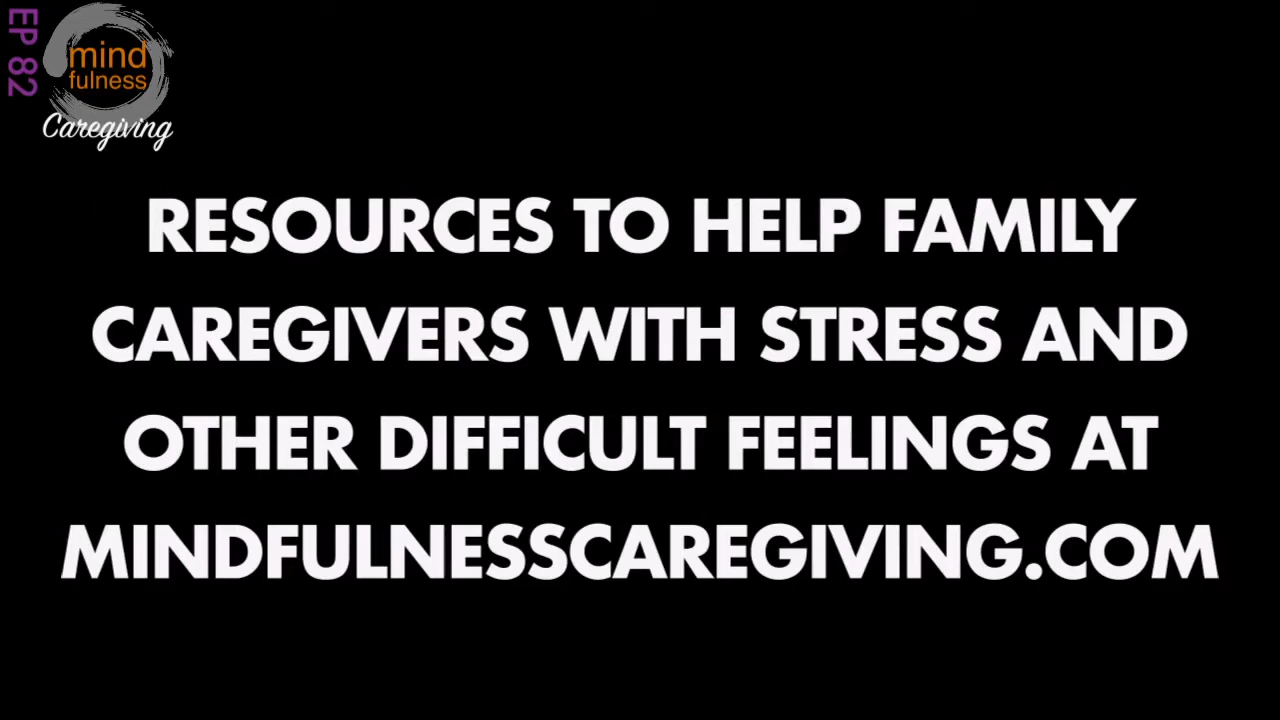 EP 82
mind
fulness
Caregiving
RESOURCES TO HELP FAMILY
CAREGIVERS WITH STRESS AND
OTHER DIFFICULT FEELINGS AT
MINDFULNESSCAREGIVING.COM